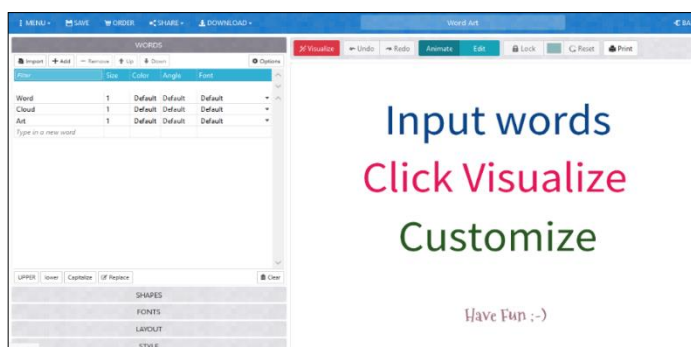 MENU SAVE ORDER SHARE DOWNLOAD Word Art BA
WORDS
Import Add Remove Up Down Options
Filter Size Color Angle Font
Word 1 Default Default Default
Cloud 1 Default Default Default
Art 1 Default Default Default
Type in a new word
UPPER lower Capitalize Replace Clear
SHAPES
FONTS
LAYOUT
STYLE
Visualize Undo Redo Animate Edit Lock Reset Print
Input words
Click Visualize
Customize
Have Fun :-)